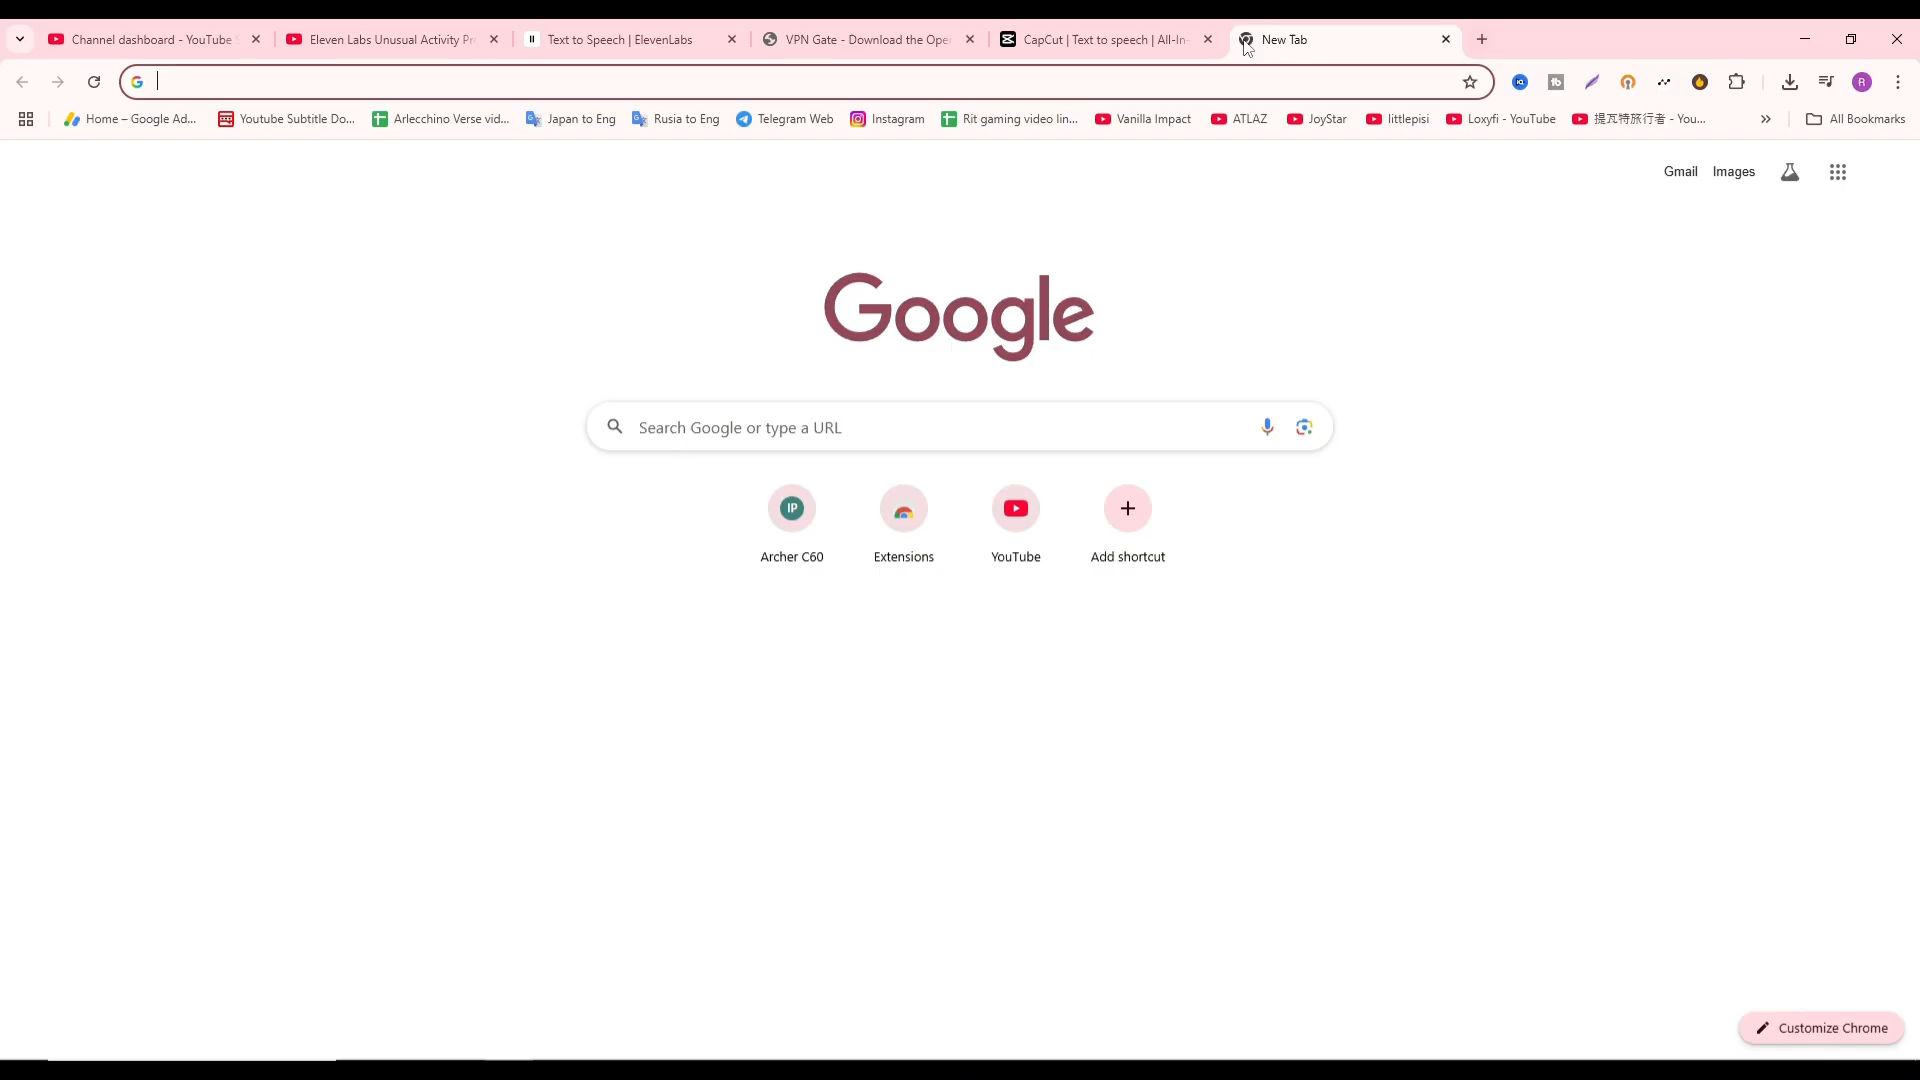 Channel dashboard - YouTube S
Eleven Labs Unusual Activity Pr
Text to Speech | ElevenLabs
VPN Gate - Download the Ope
CapCut | Text to speech | All-In-
New Tab
Home – Google Ad...
Youtube Subtitle Do...
Arlecchino Verse vid...
Japan to Eng
Rusia to Eng
Telegram Web
Instagram
Rit gaming video lin...
Vanilla Impact
ATLAZ
JoyStar
littlepisi
Loxyfi - YouTube
提瓦特旅行者 - You...
All Bookmarks
Gmail
Images
Google
Search Google or type a URL
IP
Archer C60
Extensions
YouTube
Add shortcut
Customize Chrome